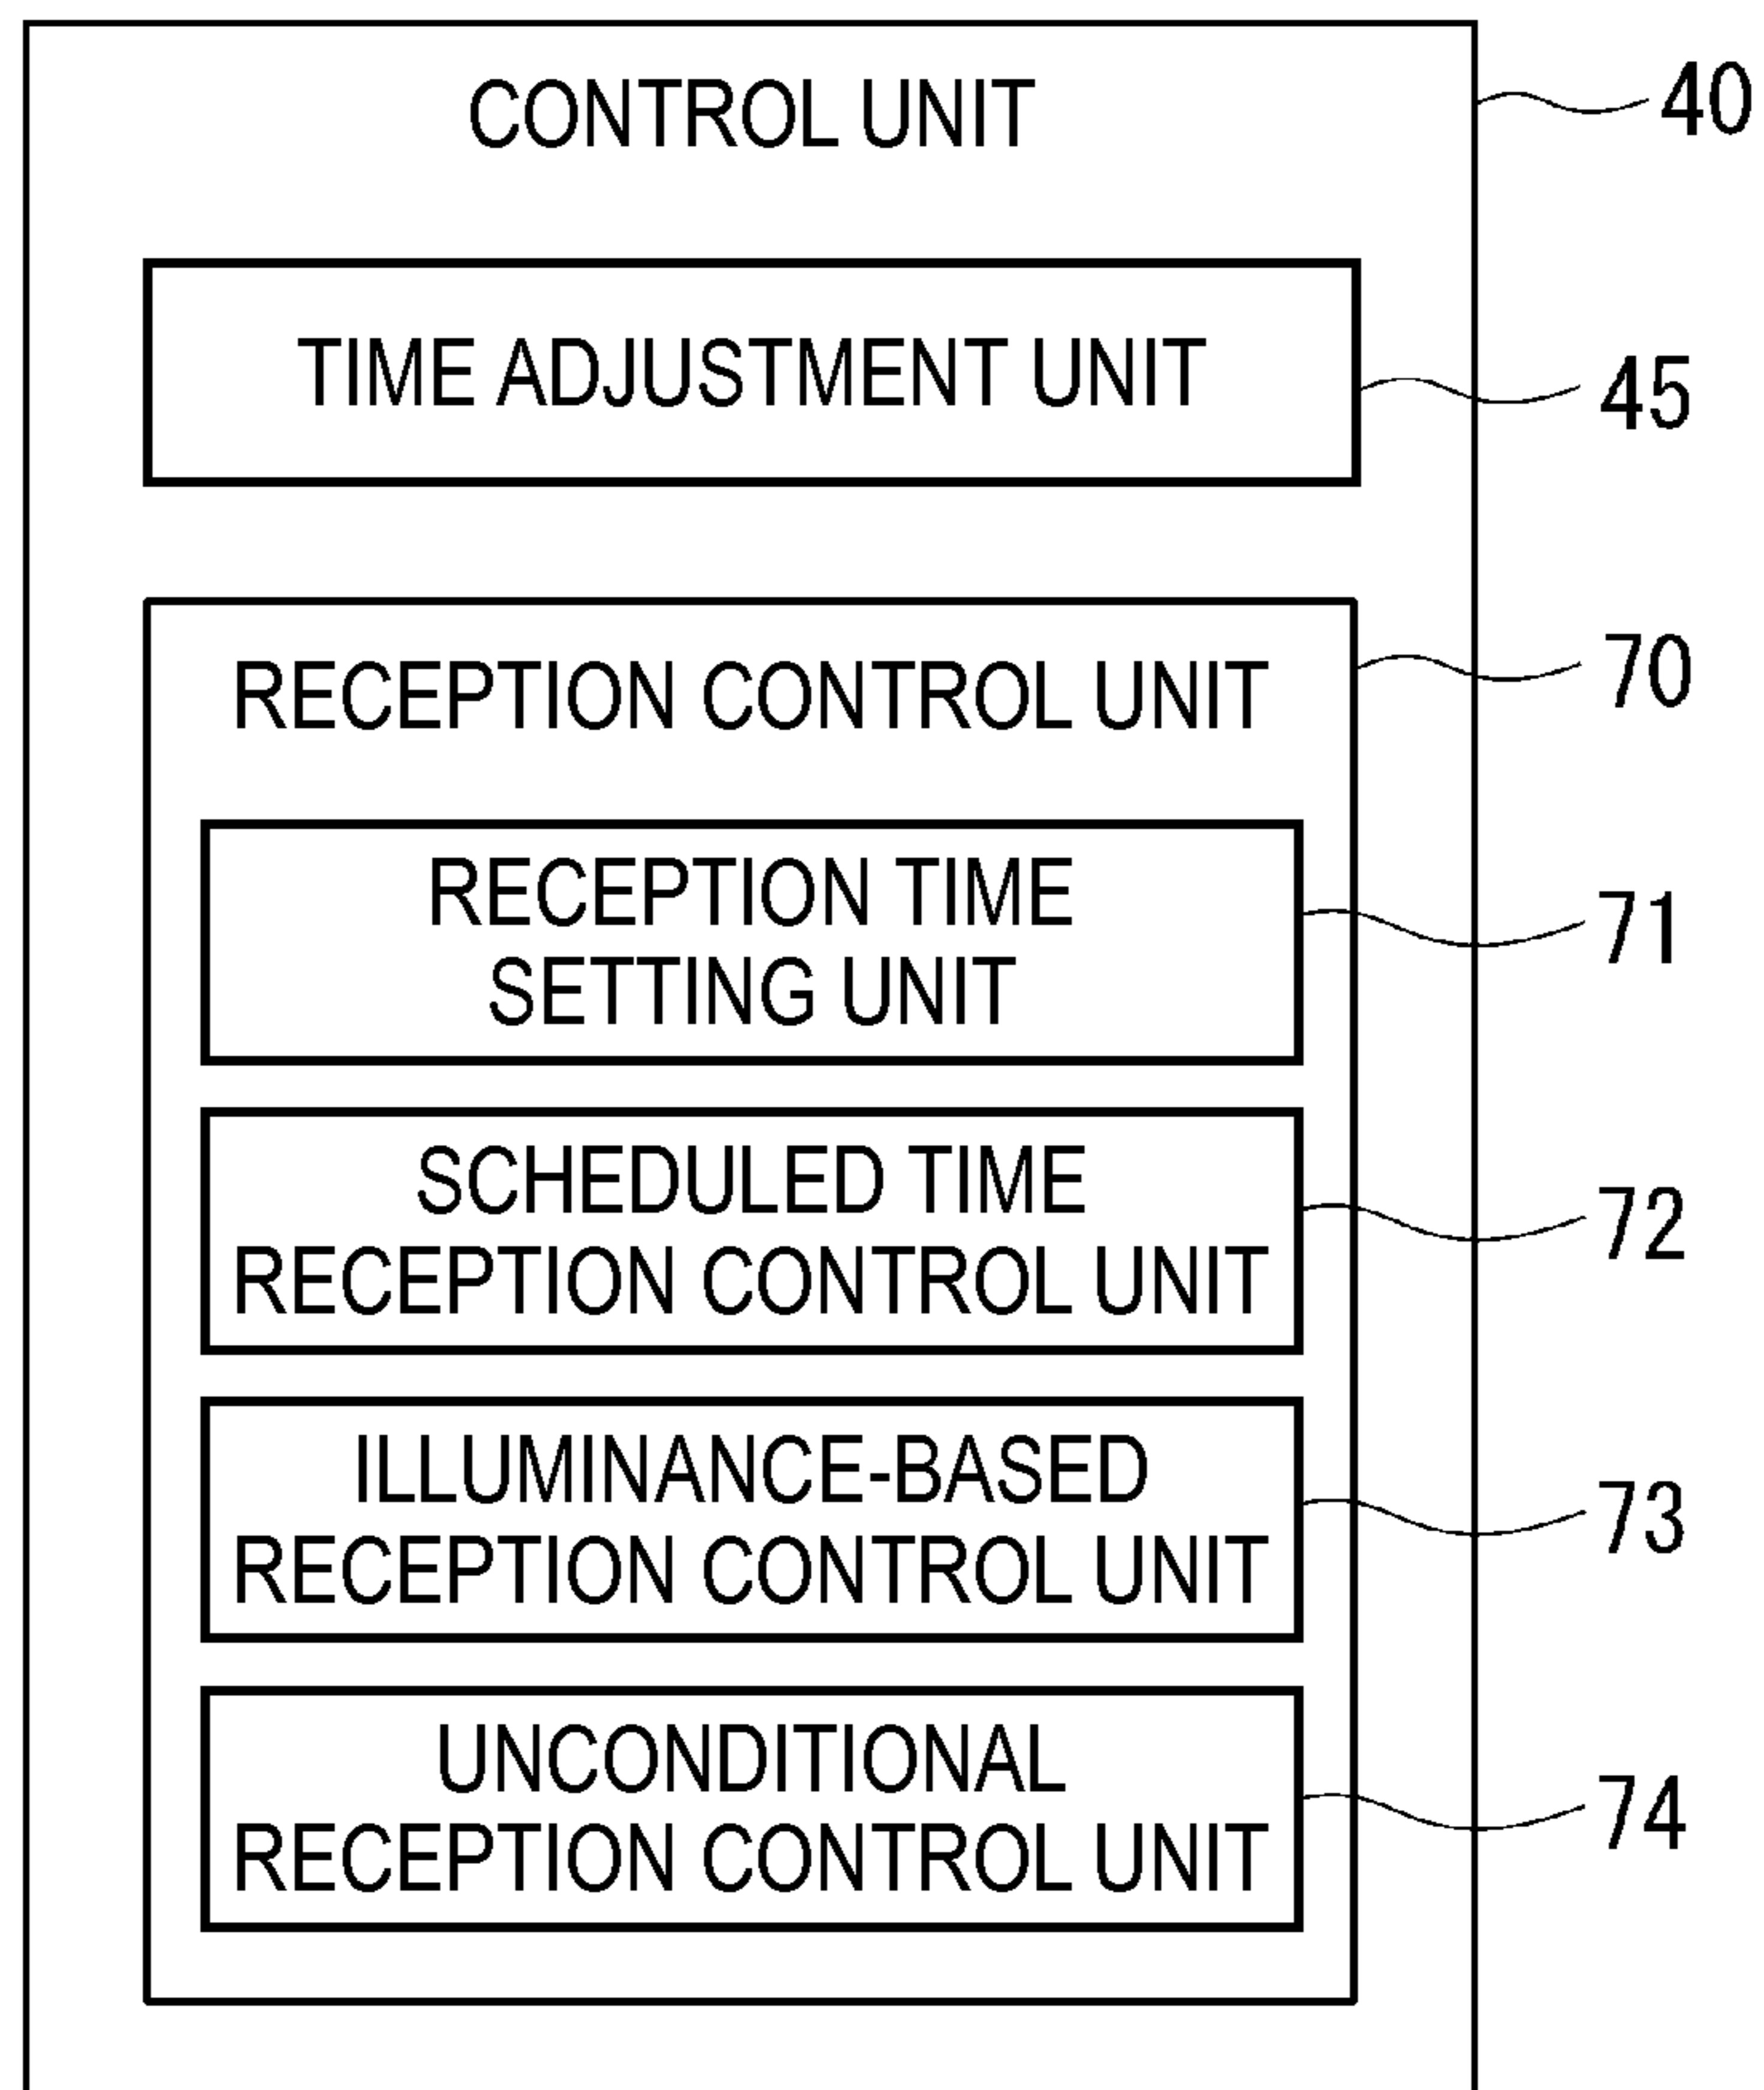 CONTROL UNIT
40
TIME ADJUSTMENT UNIT
45
RECEPTION CONTROL UNIT
70
RECEPTION TIME
SETTING UNIT
71
SCHEDULED TIME
RECEPTION CONTROL UNIT
72
ILLUMINANCE-BASED
RECEPTION CONTROL UNIT
73
UNCONDITIONAL
RECEPTION CONTROL UNIT
74